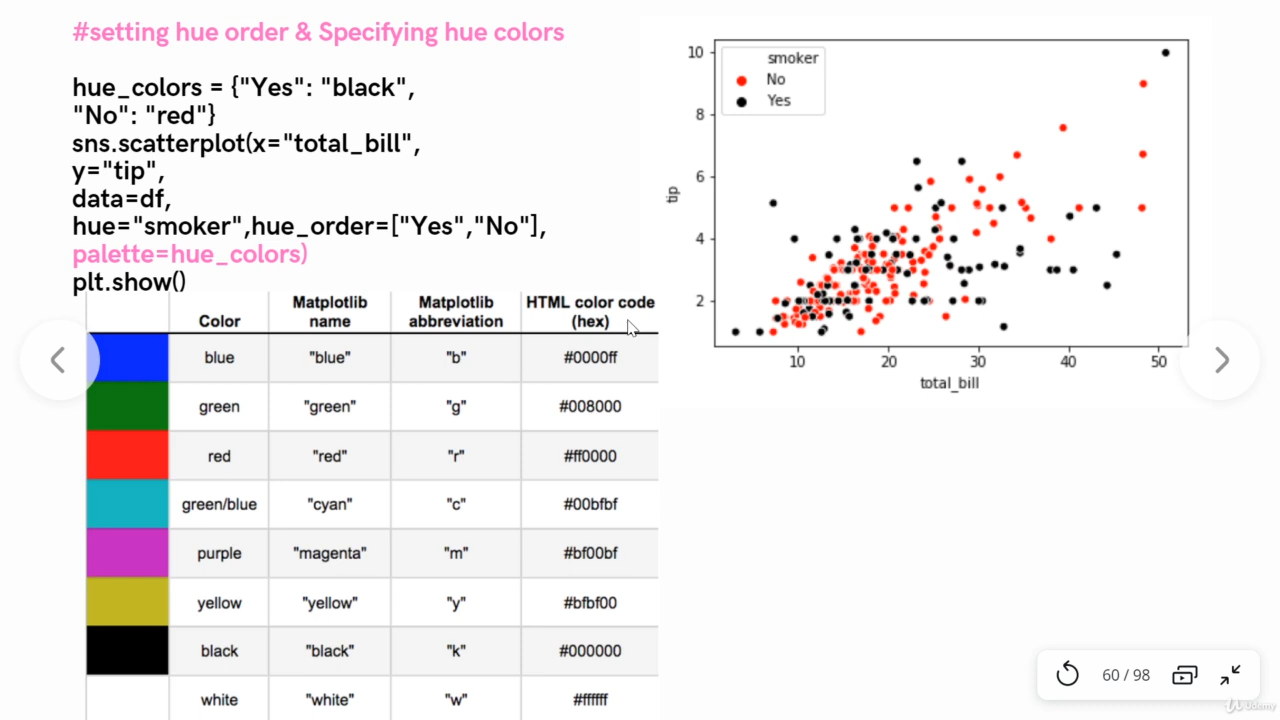 #setting hue order & Specifying hue colors
hue_colors = {"Yes": "black",
"No": "red"}
sns.scatterplot(x="total_bill",
y="tip",
data=df,
hue="smoker",hue_order=["Yes","No"],
palette=hue_colors)
plt.show()
Color Matplotlib name Matplotlib abbreviation HTML color code (hex)
blue "blue" "b" #0000ff
green "green" "g" #008000
red "red" "r" #ff0000
green/blue "cyan" "c" #00bfbf
purple "magenta" "m" #bf00bf
yellow "yellow" "y" #bfbf00
black "black" "k" #000000
white "white" "w" #ffffff
smoker
No
Yes
10
8
6
4
2
tip
10 20 30 40 50
total_bill
60 / 98
Udemy